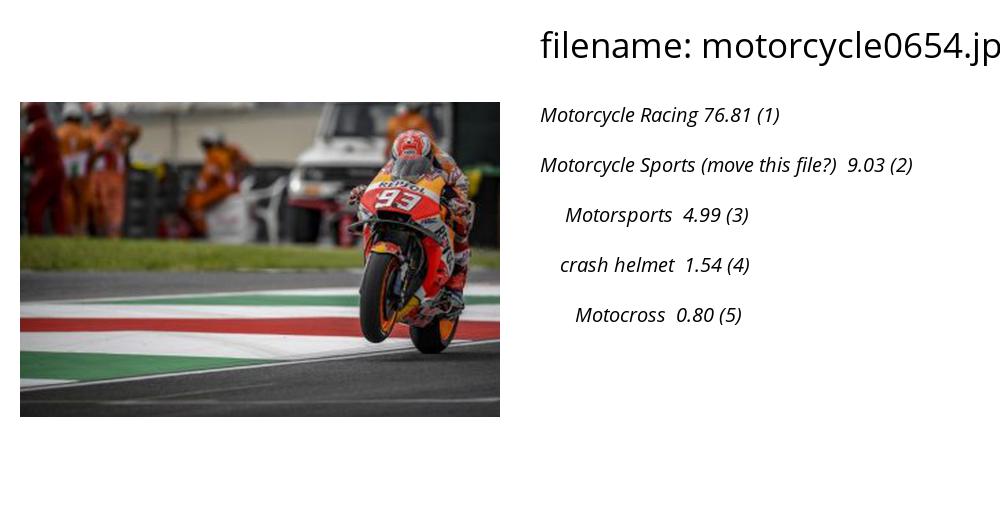 filename: motorcycle0654.jp
Motorcycle Racing 76.81 (1)
Motorcycle Sports (move this file?) 9.03 (2)
Motorsports 4.99 (3)
crash helmet 1.54 (4)
Motocross 0.80 (5)
REPSOL
93